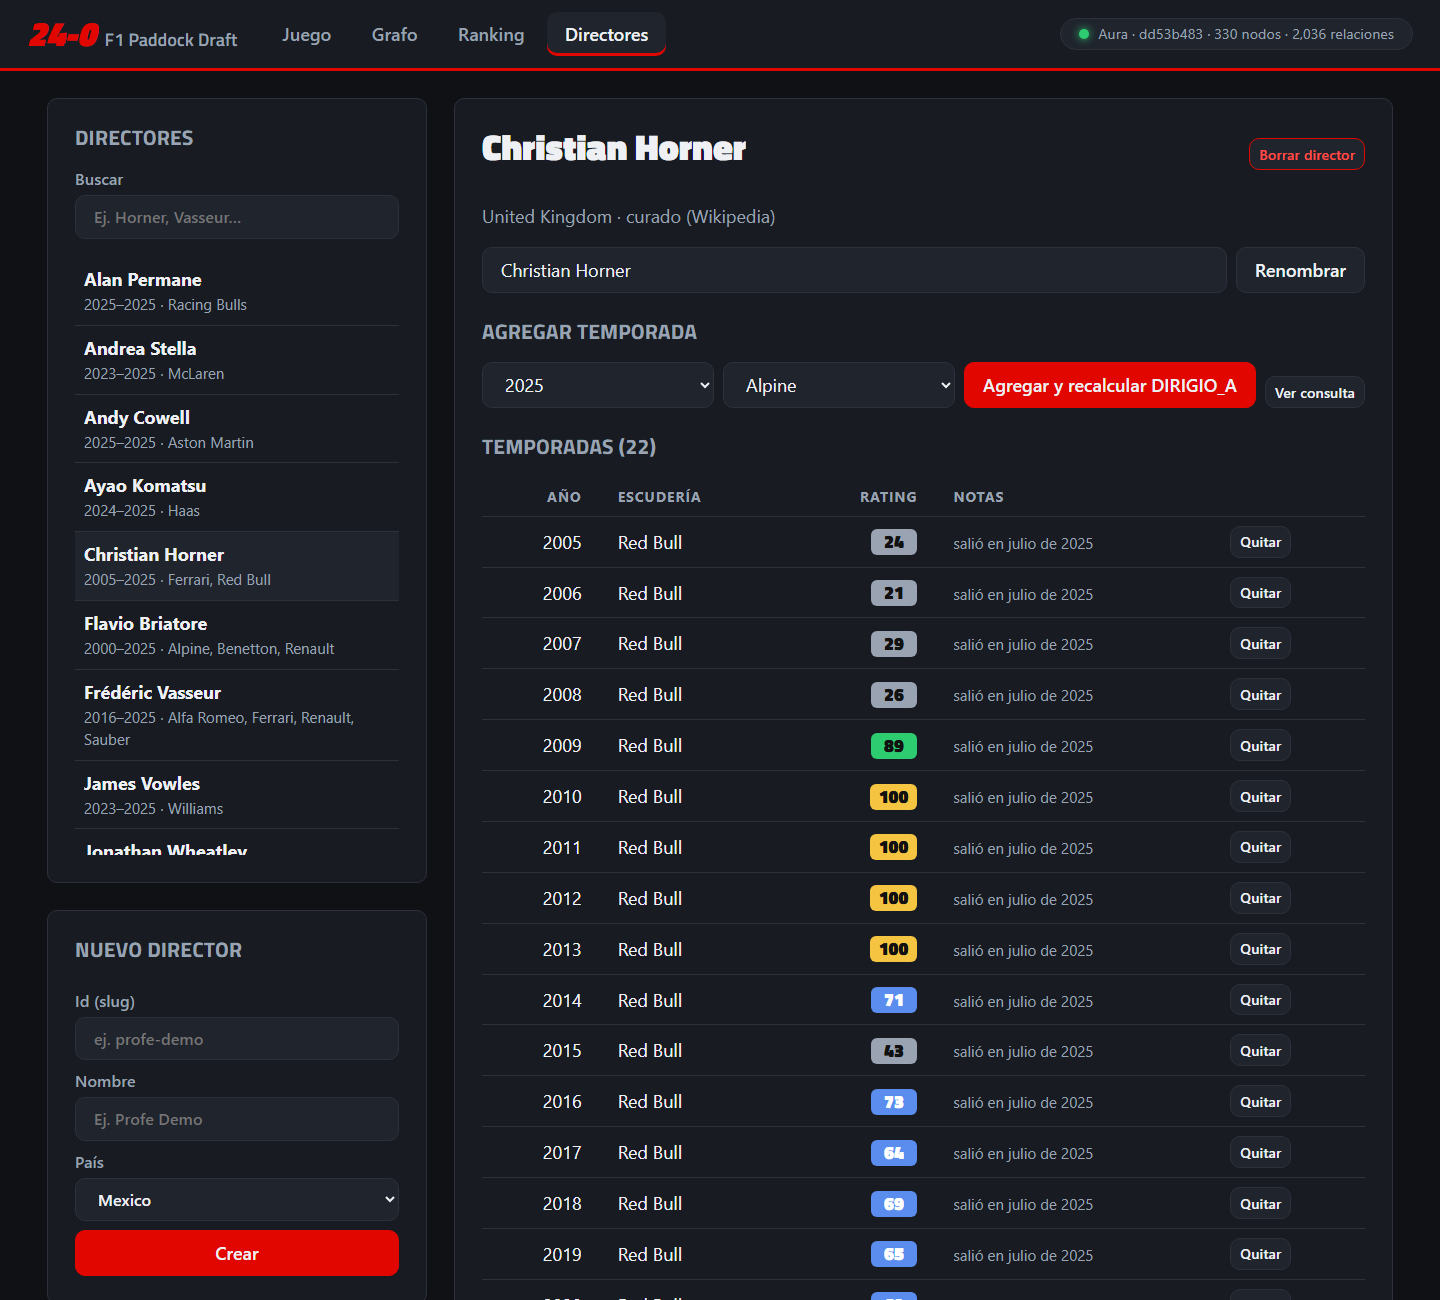 24-0 F1 Paddock Draft
Juego
Grafo
Ranking
Directores
Aura · dd53b483 · 330 nodos · 2,036 relaciones
DIRECTORES
Buscar
Ej. Horner, Vasseur...
Alan Permane
2025–2025 · Racing Bulls
Andrea Stella
2023–2025 · McLaren
Andy Cowell
2025–2025 · Aston Martin
Ayao Komatsu
2024–2025 · Haas
Christian Horner
2005–2025 · Ferrari, Red Bull
Flavio Briatore
2000–2025 · Alpine, Benetton, Renault
Frédéric Vasseur
2016–2025 · Alfa Romeo, Ferrari, Renault,
Sauber
James Vowles
2023–2025 · Williams
Jonathan Wheatley
NUEVO DIRECTOR
Id (slug)
ej. profe-demo
Nombre
Ej. Profe Demo
País
Mexico
Crear
Christian Horner
Borrar director
United Kingdom · curado (Wikipedia)
Christian Horner
Renombrar
AGREGAR TEMPORADA
2025
Alpine
Agregar y recalcular DIRIGIO_A
Ver consulta
TEMPORADAS (22)
AÑO ESCUDERÍA RATING NOTAS
2005 Red Bull 24 salió en julio de 2025 Quitar
2006 Red Bull 21 salió en julio de 2025 Quitar
2007 Red Bull 29 salió en julio de 2025 Quitar
2008 Red Bull 26 salió en julio de 2025 Quitar
2009 Red Bull 89 salió en julio de 2025 Quitar
2010 Red Bull 100 salió en julio de 2025 Quitar
2011 Red Bull 100 salió en julio de 2025 Quitar
2012 Red Bull 100 salió en julio de 2025 Quitar
2013 Red Bull 100 salió en julio de 2025 Quitar
2014 Red Bull 71 salió en julio de 2025 Quitar
2015 Red Bull 43 salió en julio de 2025 Quitar
2016 Red Bull 73 salió en julio de 2025 Quitar
2017 Red Bull 64 salió en julio de 2025 Quitar
2018 Red Bull 69 salió en julio de 2025 Quitar
2019 Red Bull 65 salió en julio de 2025 Quitar